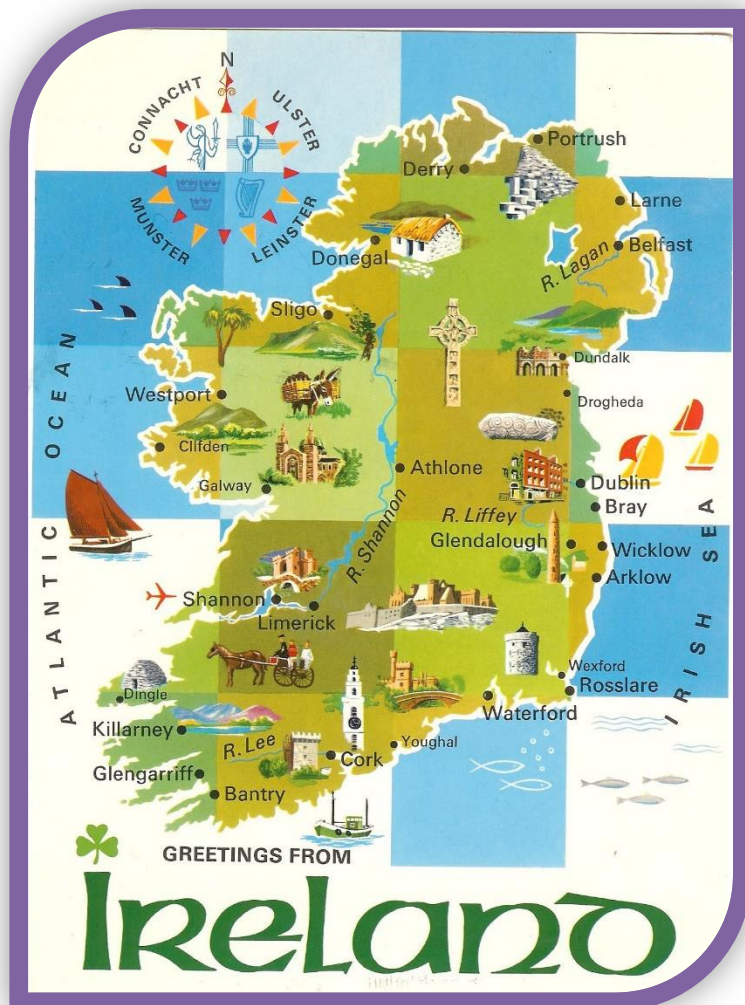 N
CONNACHT
ULSTER
MUNSTER
LEINSTER
Portrush
Derry
Larne
Donegal
R. Lagan
Belfast
Sligo
Dundalk
Drogheda
Westport
Clifden
Galway
Athlone
Dublin
Bray
R. Liffey
R. Shannon
Glendalough
Wicklow
Arklow
Shannon
Limerick
Dingle
Wexford
Rosslare
Waterford
Killarney
R. Lee
Cork
Youghal
Glengarriff
Bantry
ATLANTIC OCEAN
IRISH SEA
GREETINGS FROM
IRELAND